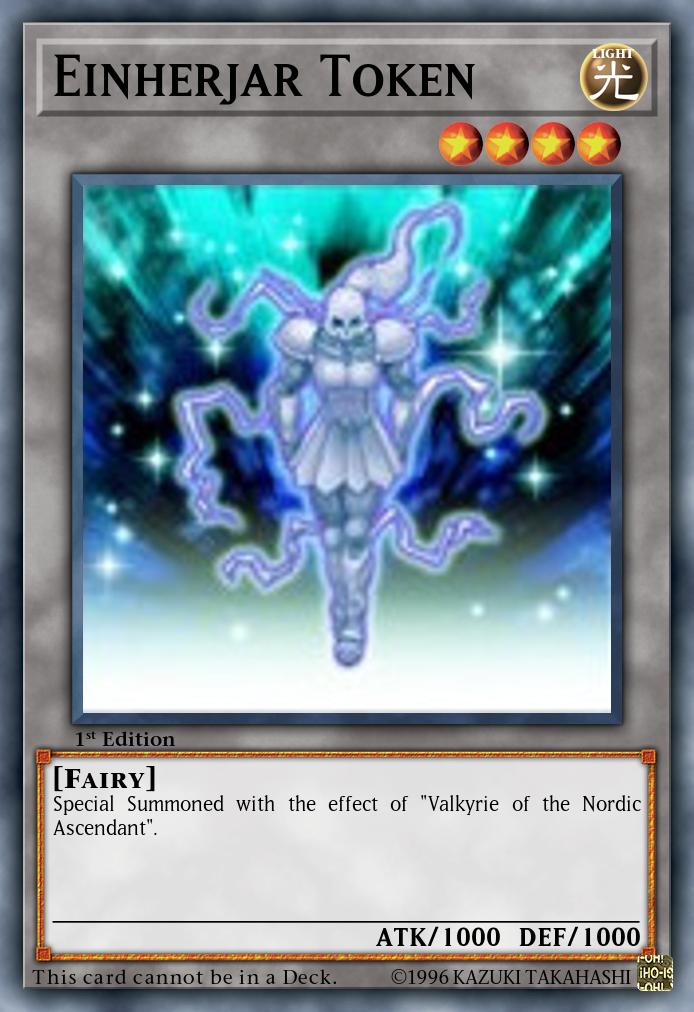 Einherjar Token
LIGHT
光
1st Edition
[Fairy]
Special Summoned with the effect of "Valkyrie of the Nordic
Ascendant".
ATK/1000 DEF/1000
This card cannot be in a Deck. ©1996 KAZUKI TAKAHASHI